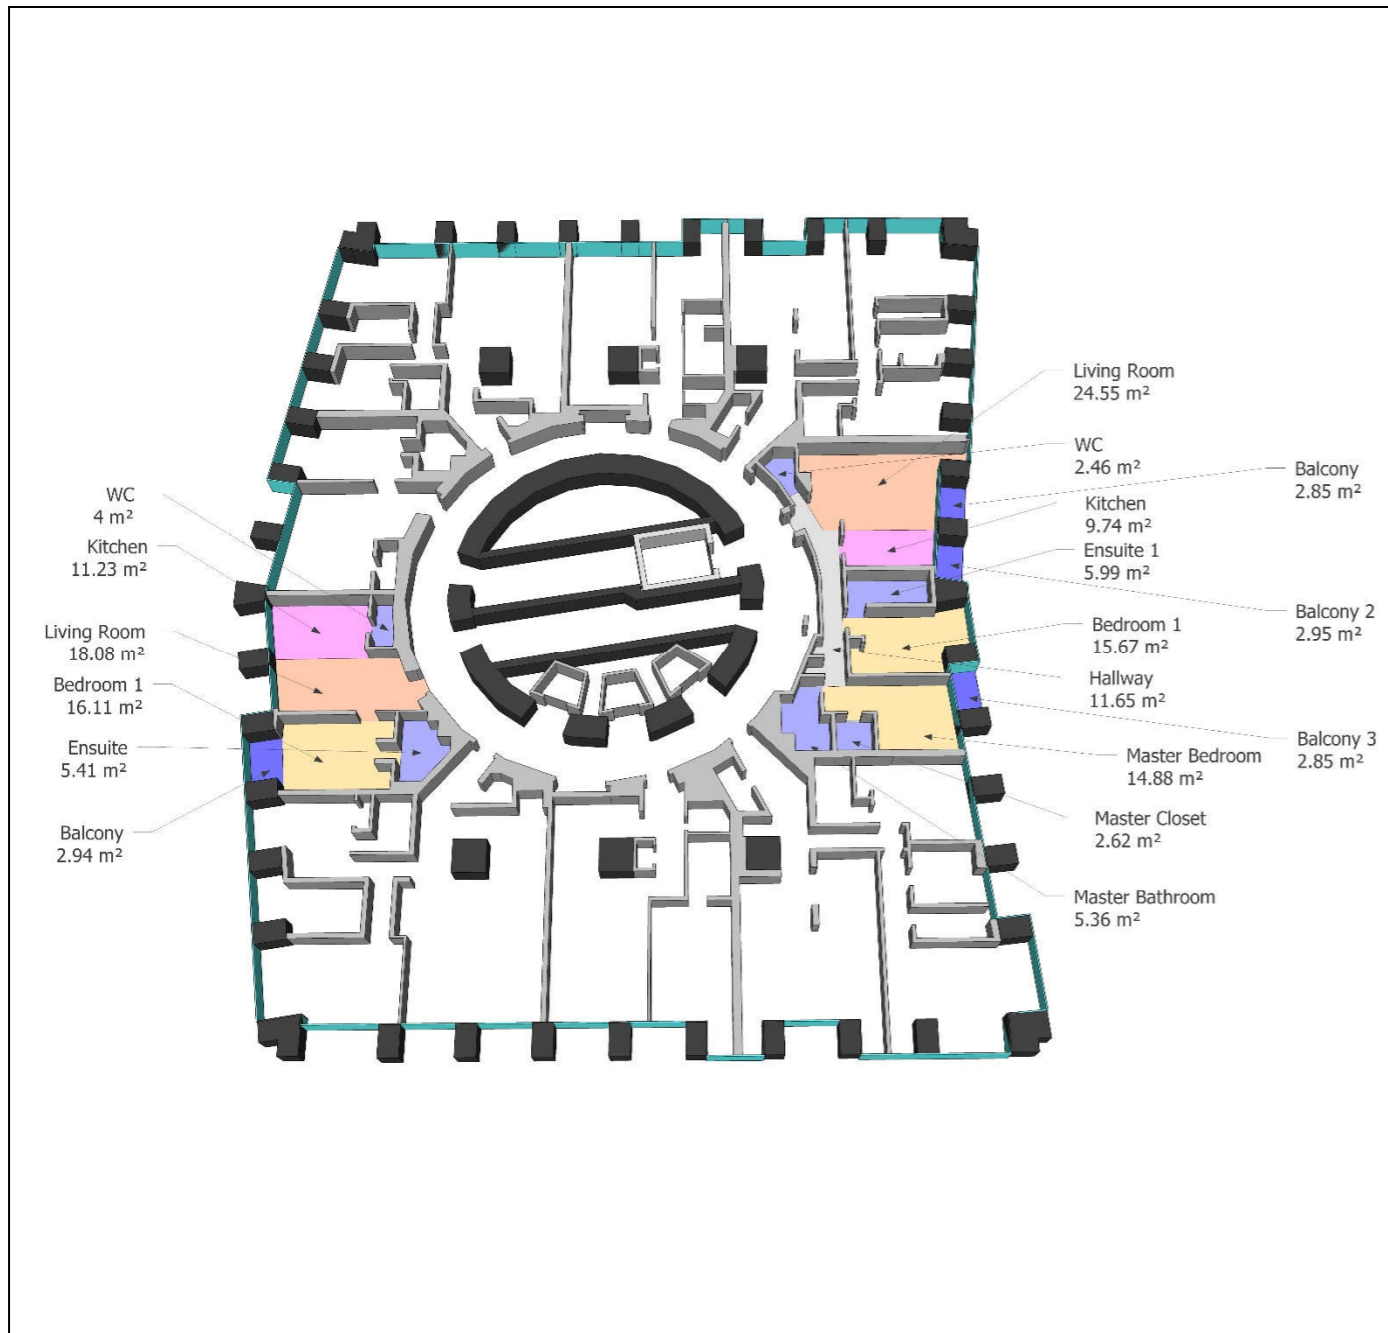 WC
4 m²
Kitchen
11.23 m²
Living Room
18.08 m²
Bedroom 1
16.11 m²
Ensuite
5.41 m²
Balcony
2.94 m²
Living Room
24.55 m²
WC
2.46 m²
Balcony
2.85 m²
Kitchen
9.74 m²
Ensuite 1
5.99 m²
Balcony 2
2.95 m²
Bedroom 1
15.67 m²
Hallway
11.65 m²
Balcony 3
2.85 m²
Master Bedroom
14.88 m²
Master Closet
2.62 m²
Master Bathroom
5.36 m²